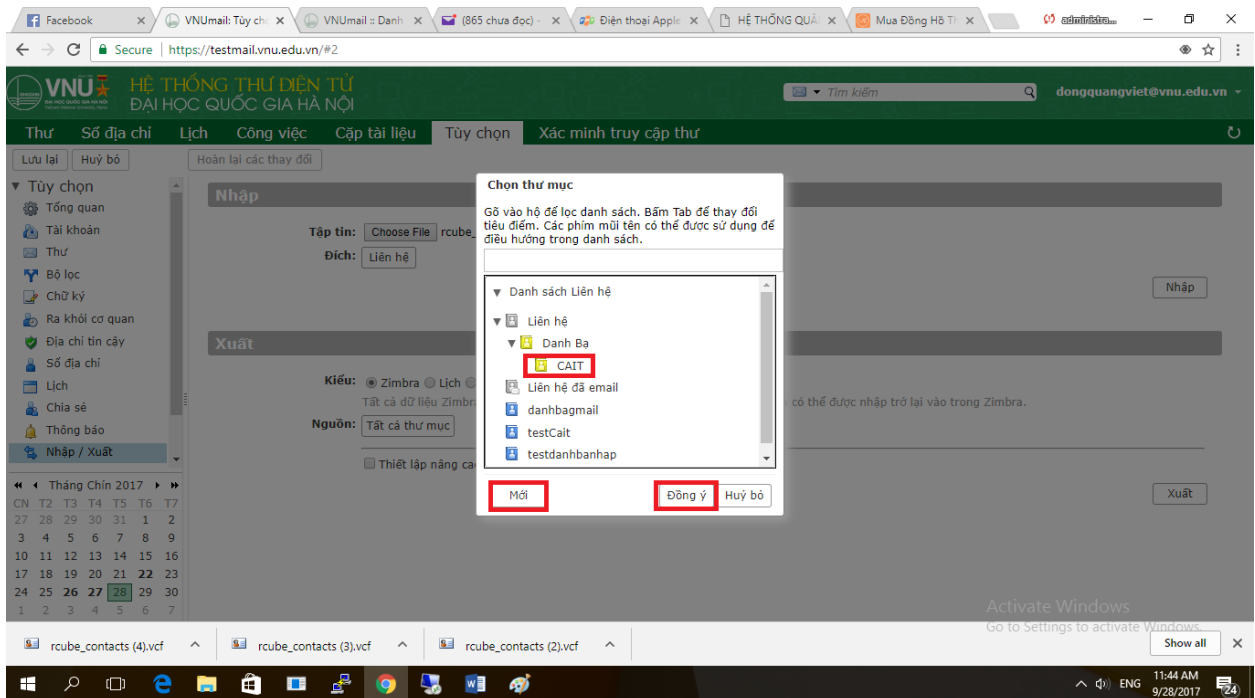 Facebook
VNUmail: Tùy chọ
VNUmail :: Danh
(865 chưa đọc) -
Điện thoại Apple
HỆ THỐNG QUẢ
Mua Đồng Hồ Th
administra...
Secure | https://testmail.vnu.edu.vn/#2
VNU
ĐẠI HỌC QUỐC GIA HÀ NỘI
HỆ THỐNG THƯ ĐIỆN TỬ
ĐẠI HỌC QUỐC GIA HÀ NỘI
Tìm kiếm
dongquangviet@vnu.edu.vn
Thư Sổ địa chỉ Lịch Công việc Cặp tài liệu Tùy chọn Xác minh truy cập thư
Lưu lại Huỷ bỏ Hoàn lại các thay đổi
Tùy chọn
Tổng quan
Tài khoản
Thư
Bộ lọc
Chữ ký
Ra khỏi cơ quan
Địa chỉ tin cậy
Sổ địa chỉ
Lịch
Chia sẻ
Thông báo
Nhập / Xuất
Tháng Chín 2017
CN T2 T3 T4 T5 T6 T7
27 28 29 30 31 1 2
3 4 5 6 7 8 9
10 11 12 13 14 15 16
17 18 19 20 21 22 23
24 25 26 27 28 29 30
1 2 3 4 5 6 7
Nhập
Tập tin: Choose File rcube_
Đích: Liên hệ
Nhập
Xuất
Kiểu: Zimbra Lịch
Tất cả dữ liệu Zimbr
có thể được nhập trở lại vào trong Zimbra.
Nguồn: Tất cả thư mục
Thiết lập nâng ca
Xuất
Chọn thư mục
Gõ vào hộ để lọc danh sách. Bấm Tab để thay đổi
tiêu điểm. Các phím mũi tên có thể được sử dụng để
điều hướng trong danh sách.
Danh sách Liên hệ
Liên hệ
Danh Bạ
CAIT
Liên hệ đã email
danhbagmail
testCait
testdanhbanhap
Mới Đồng ý Huỷ bỏ
Activate Windows
Go to Settings to activate Windows.
rcube_contacts (4).vcf
rcube_contacts (3).vcf
rcube_contacts (2).vcf
Show all
ENG
11:44 AM
9/28/2017
24